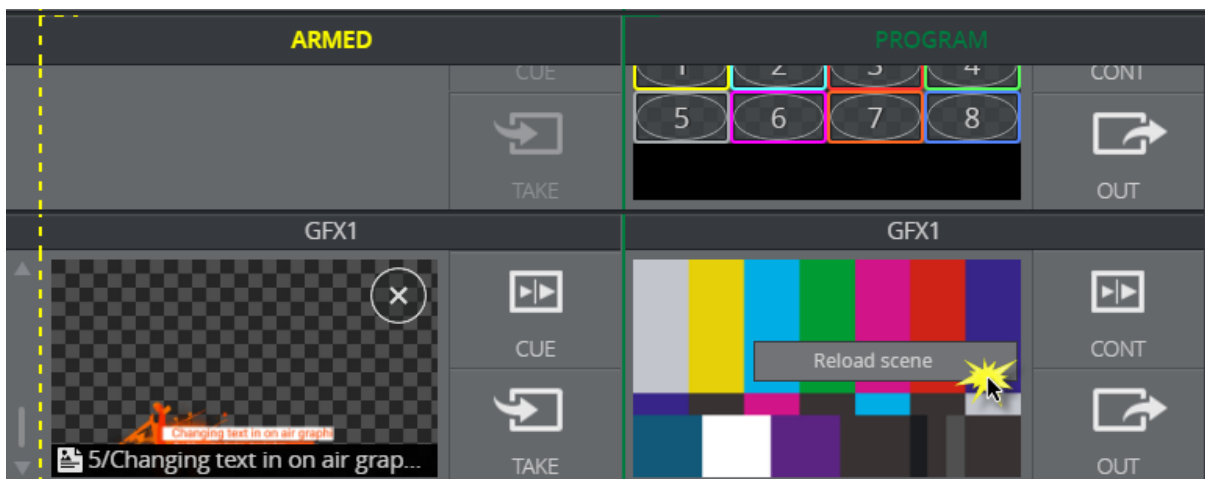 ARMED
PROGRAM
CUE
1 2 3 4
CONT
5 6 7 8
TAKE
OUT
GFX1
GFX1
CUE
Reload scene
CONT
Changing text in on air graphi
5/Changing text in on air grap...
TAKE
OUT